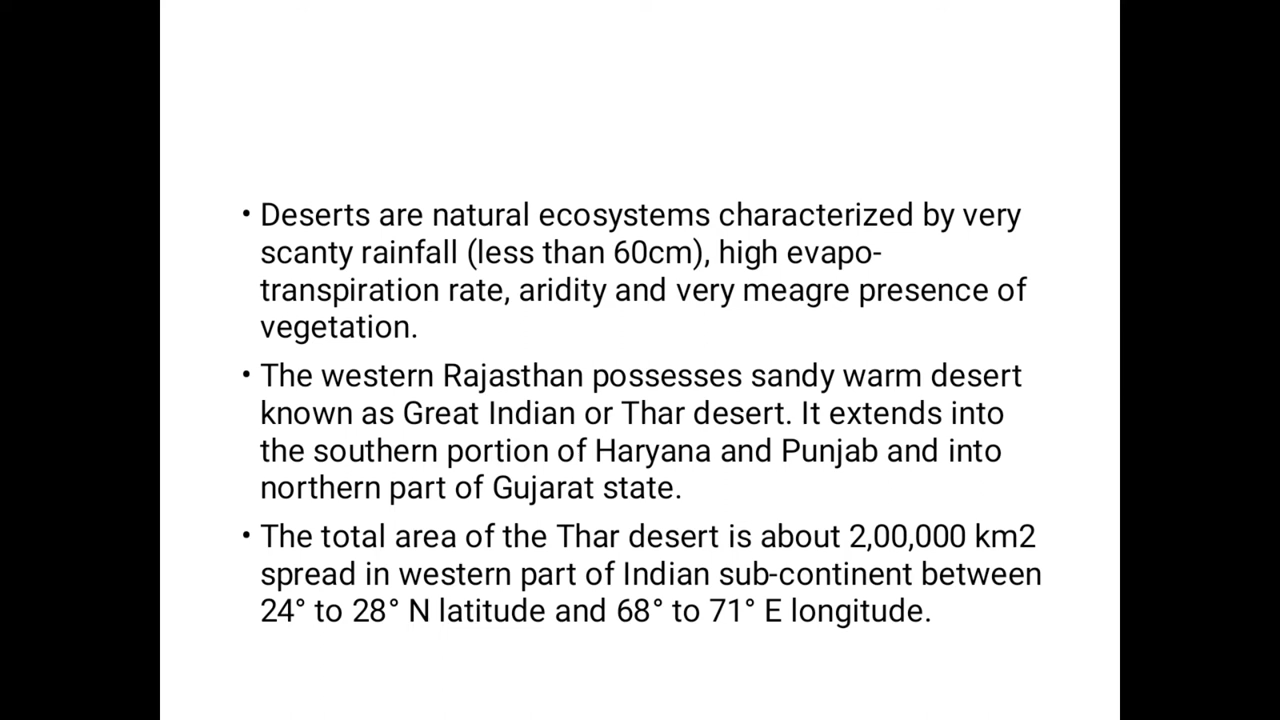 • Deserts are natural ecosystems characterized by very
scanty rainfall (less than 60cm), high evapo-
transpiration rate, aridity and very meagre presence of
vegetation.
• The western Rajasthan possesses sandy warm desert
known as Great Indian or Thar desert. It extends into
the southern portion of Haryana and Punjab and into
northern part of Gujarat state.
• The total area of the Thar desert is about 2,00,000 km2
spread in western part of Indian sub-continent between
24° to 28° N latitude and 68° to 71° E longitude.